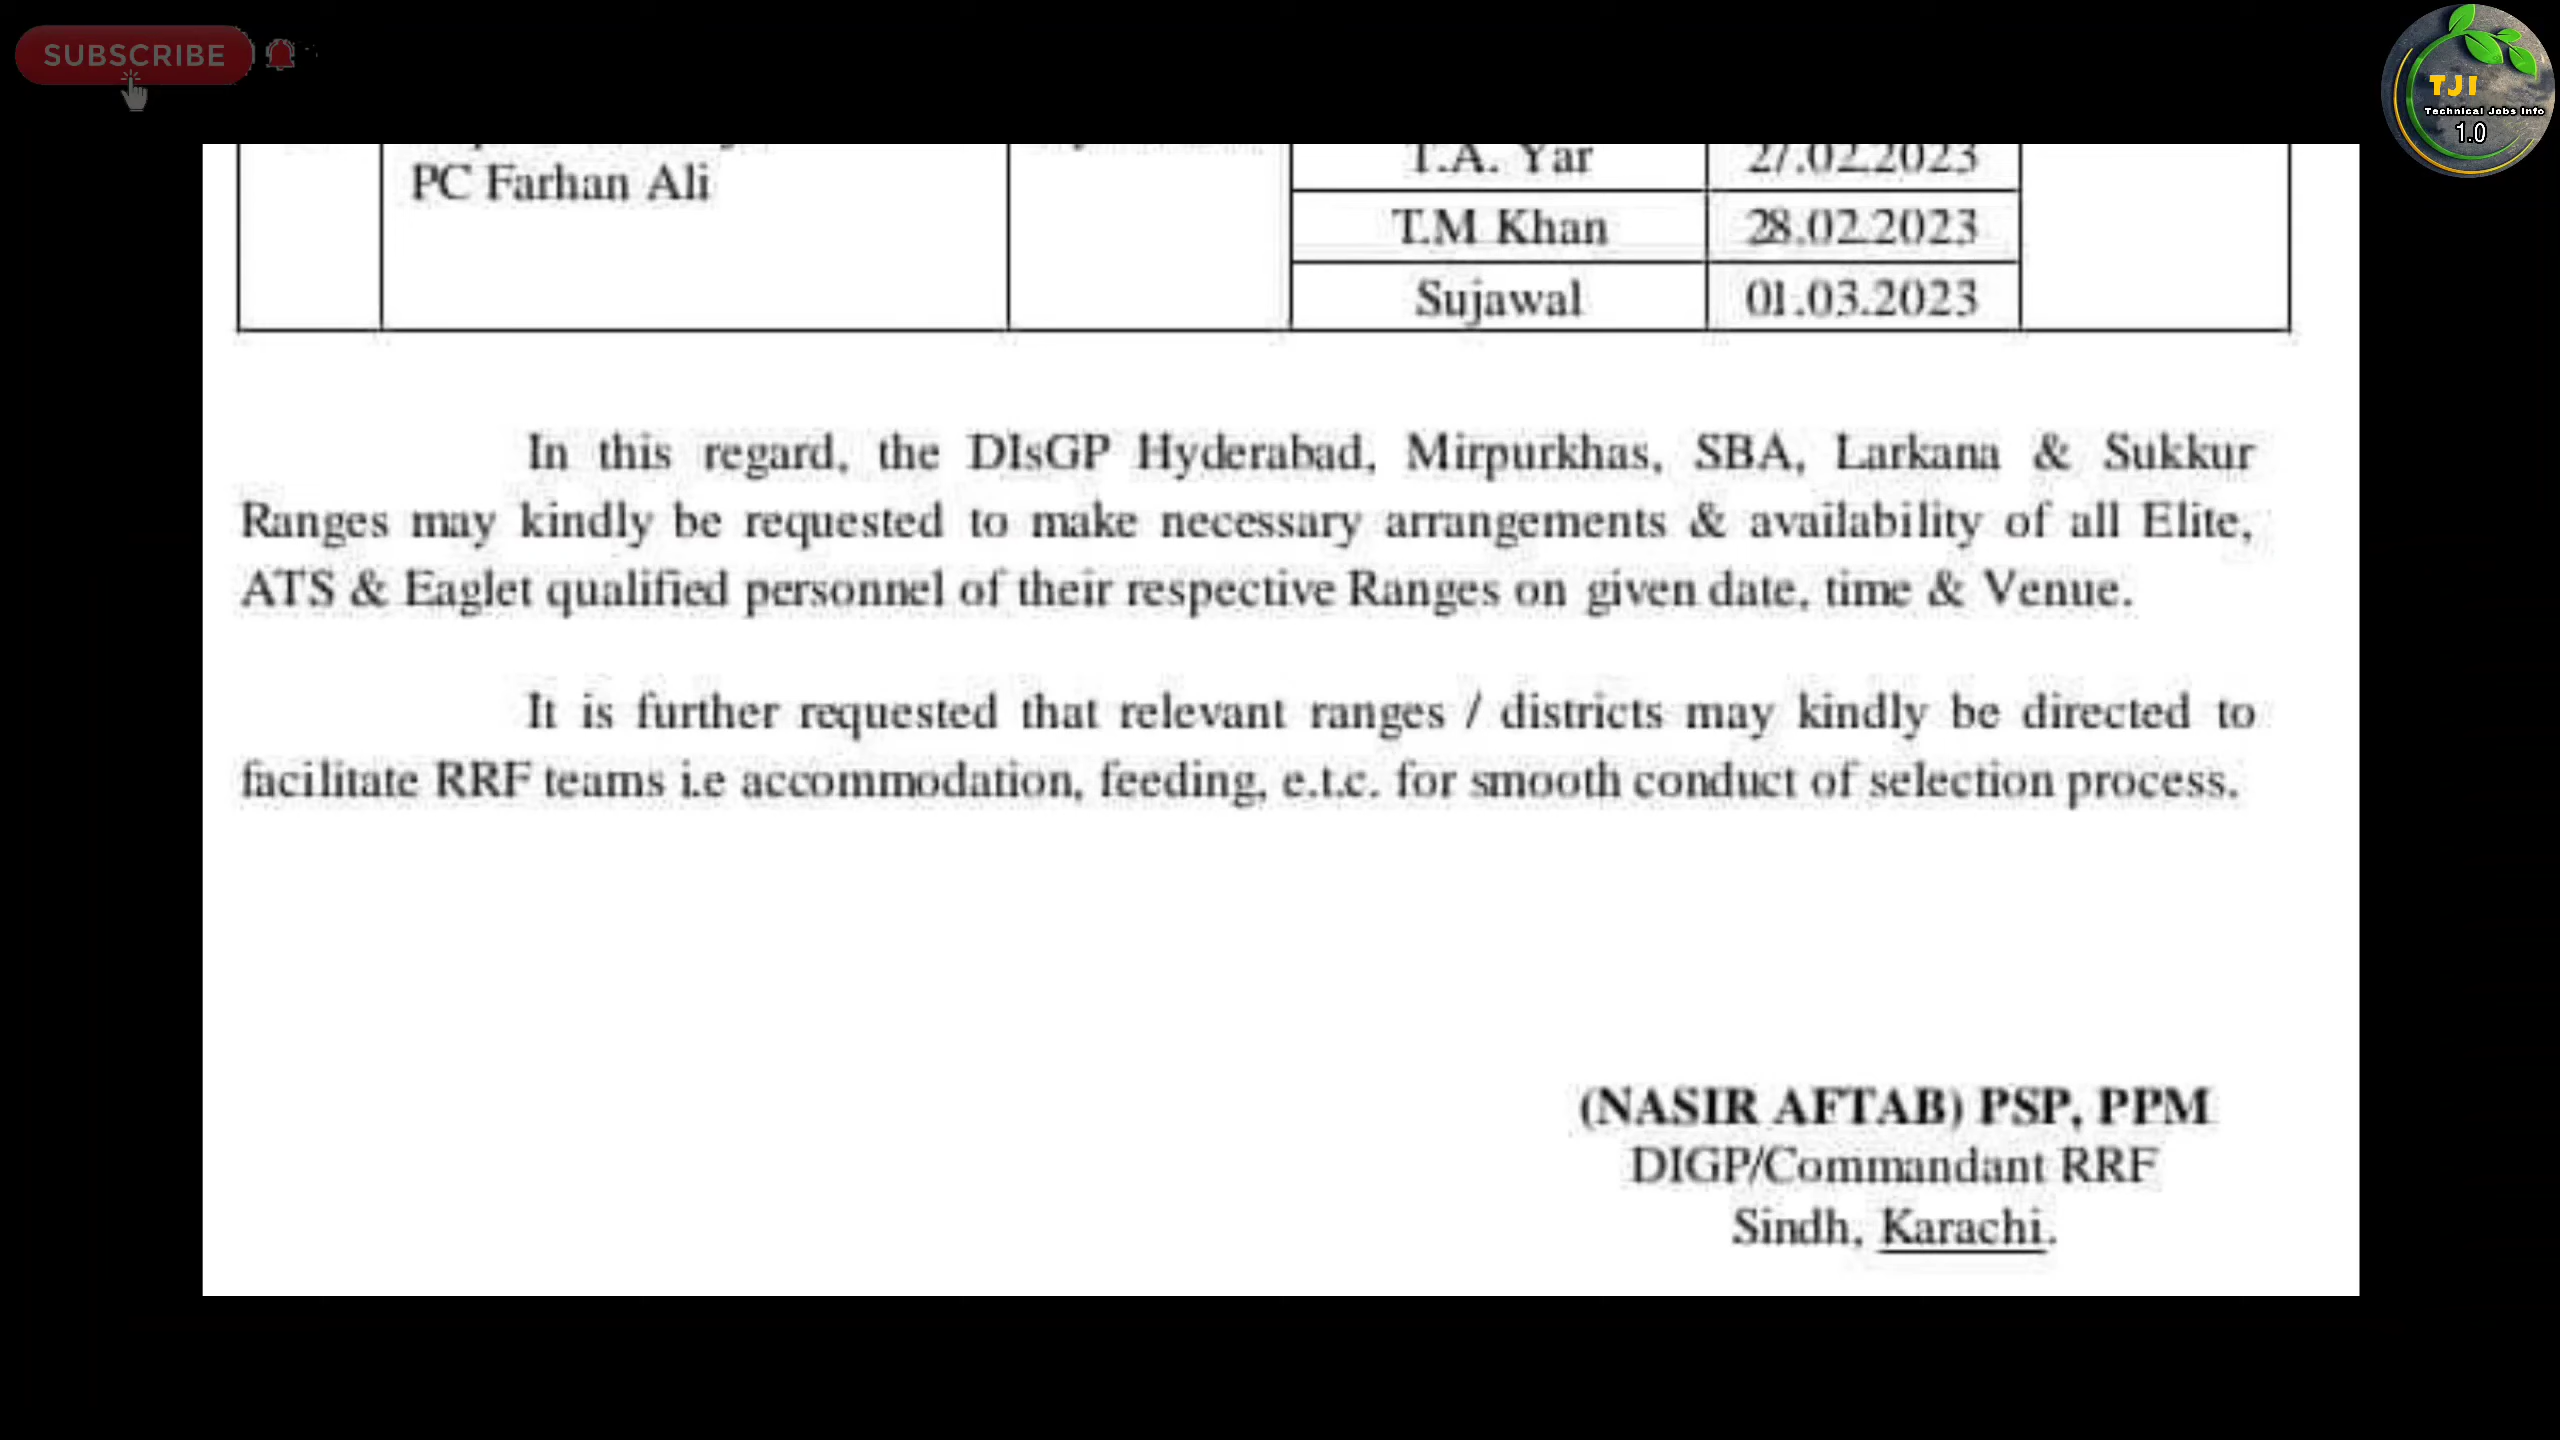 SUBSCRIBE
TJI
Technical Jobs Info
1.0
T.A. Yar 27.02.2023
PC Farhan Ali
T.M Khan 28.02.2023
Sujawal 01.03.2023
In this regard, the DIsGP Hyderabad, Mirpurkhas, SBA, Larkana & Sukkur
Ranges may kindly be requested to make necessary arrangements & availability of all Elite,
ATS & Eaglet qualified personnel of their respective Ranges on given date, time & Venue.
It is further requested that relevant ranges / districts may kindly be directed to
facilitate RRF teams i.e accommodation, feeding, e.t.c. for smooth conduct of selection process.
(NASIR AFTAB) PSP, PPM
DIGP/Commandant RRF
Sindh, Karachi.